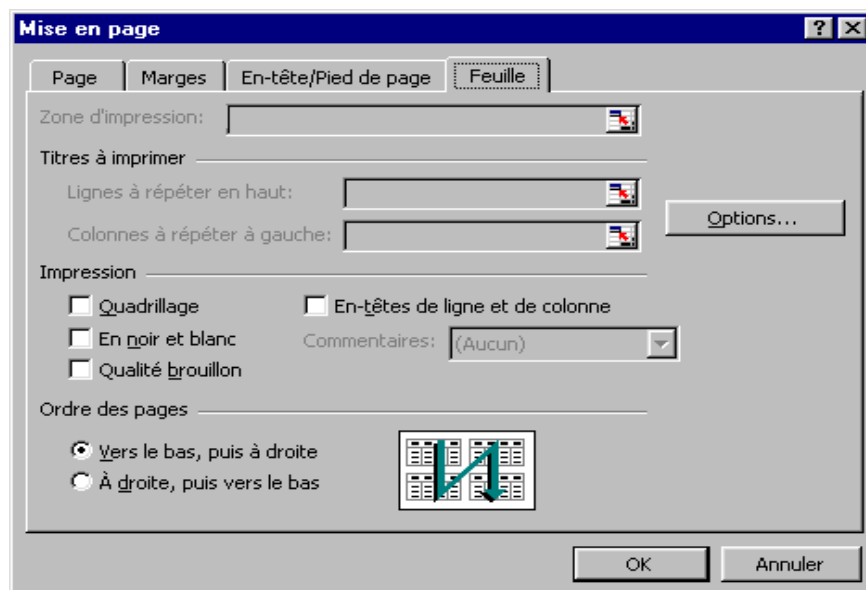 Mise en page
Page Marges En-tête/Pied de page Feuille
Zone d'impression:
Titres à imprimer
Lignes à répéter en haut:
Options...
Colonnes à répéter à gauche:
Impression
Quadrillage En-têtes de ligne et de colonne
En noir et blanc Commentaires: (Aucun)
Qualité brouillon
Ordre des pages
Vers le bas, puis à droite
À droite, puis vers le bas
OK Annuler